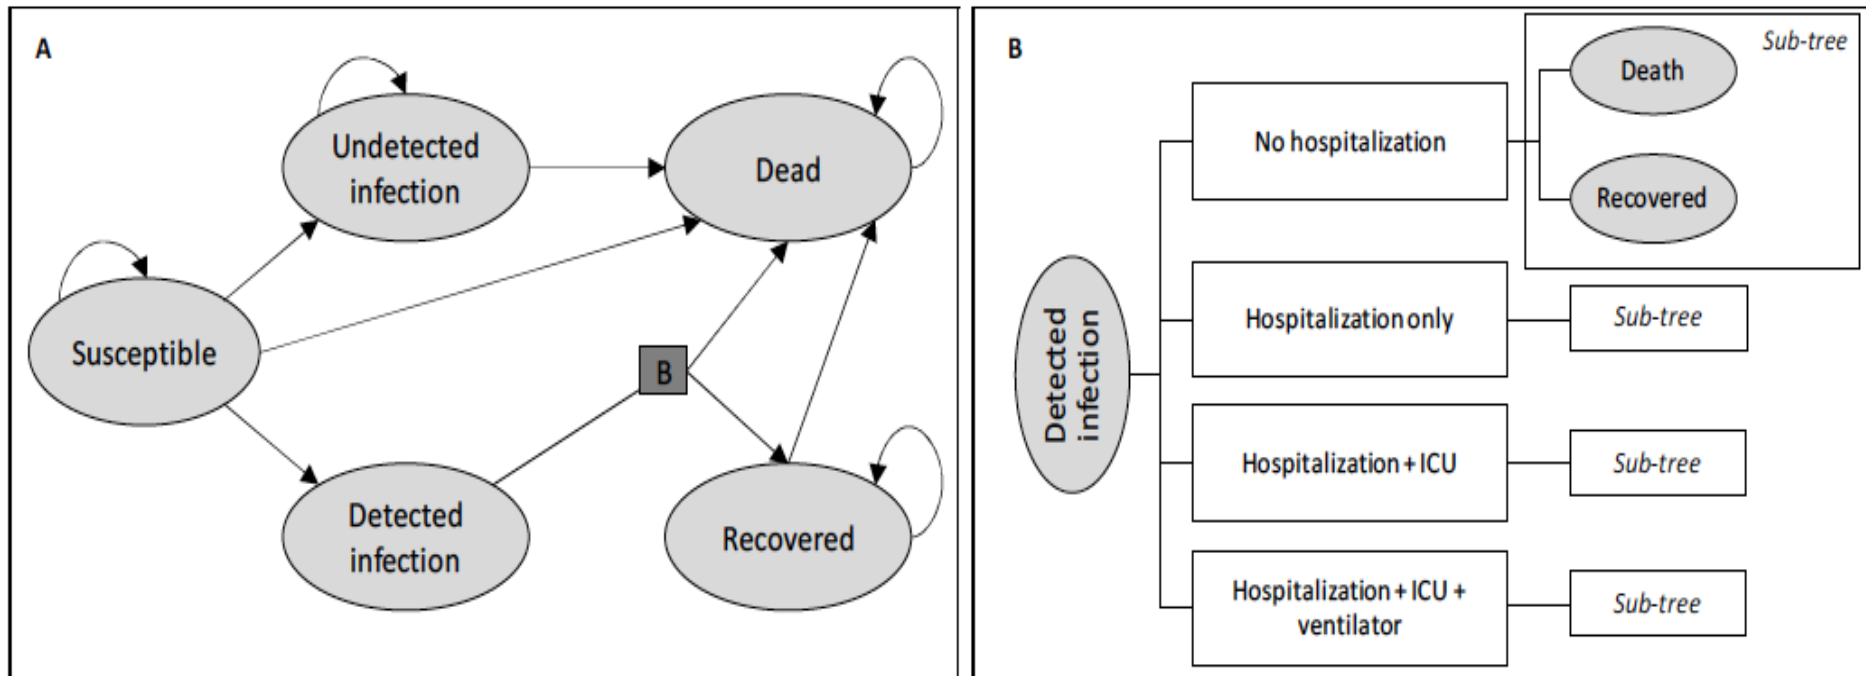 A
Undetected
infection
Dead
Susceptible
B
Detected
infection
Recovered
B
Sub-tree
Death
No hospitalization
Recovered
Detected
infection
Hospitalization only
Sub-tree
Hospitalization + ICU
Sub-tree
Hospitalization + ICU +
ventilator
Sub-tree